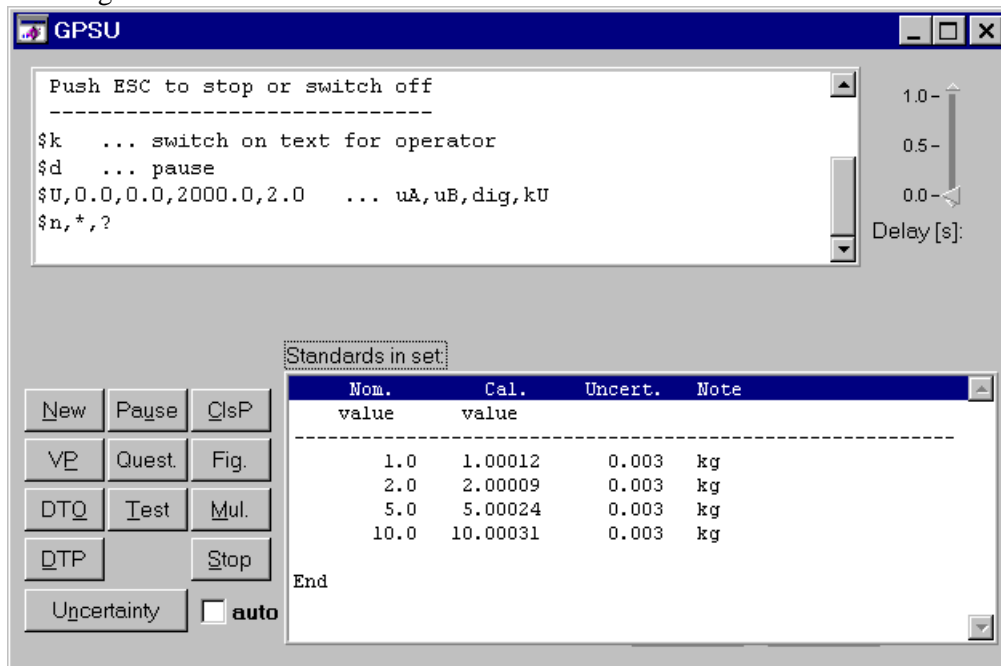 GPSU
Push ESC to stop or switch off
------------------------------
$k ... switch on text for operator
$d ... pause
$U,0.0,0.0,2000.0,2.0 ... uA,uB,dig,kU
$n,*,?
1.0
0.5
0.0
Delay [s]:
Standards in set:
Nom. Cal. Uncert. Note
value value
----------------------------------------------------
1.0 1.00012 0.003 kg
2.0 2.00009 0.003 kg
5.0 5.00024 0.003 kg
10.0 10.00031 0.003 kg
End
New Pause ClsP
VP Quest. Fig.
DTO Test Mul.
DTP Stop
Uncertainty auto